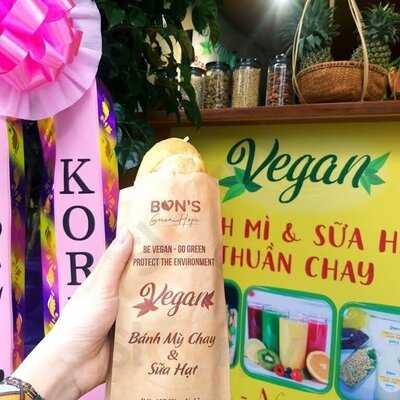 BON'S
Green Hope
BE VEGAN - GO GREEN
PROTECT THE ENVIRONMENT
Vegan
Bánh Mỳ Chay
&
Sữa Hạt
Vegan
H MÌ & SỮA H
THUẦN CHAY
KOR